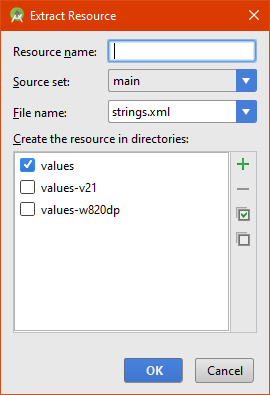 Extract Resource
Resource name:
Source set:
main
File name:
strings.xml
Create the resource in directories:
values
values-v21
values-w820dp
OK
Cancel